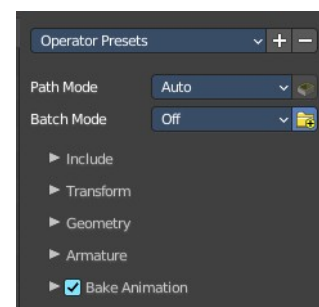 Operator Presets
Path Mode Auto
Batch Mode Off
Include
Transform
Geometry
Armature
Bake Animation